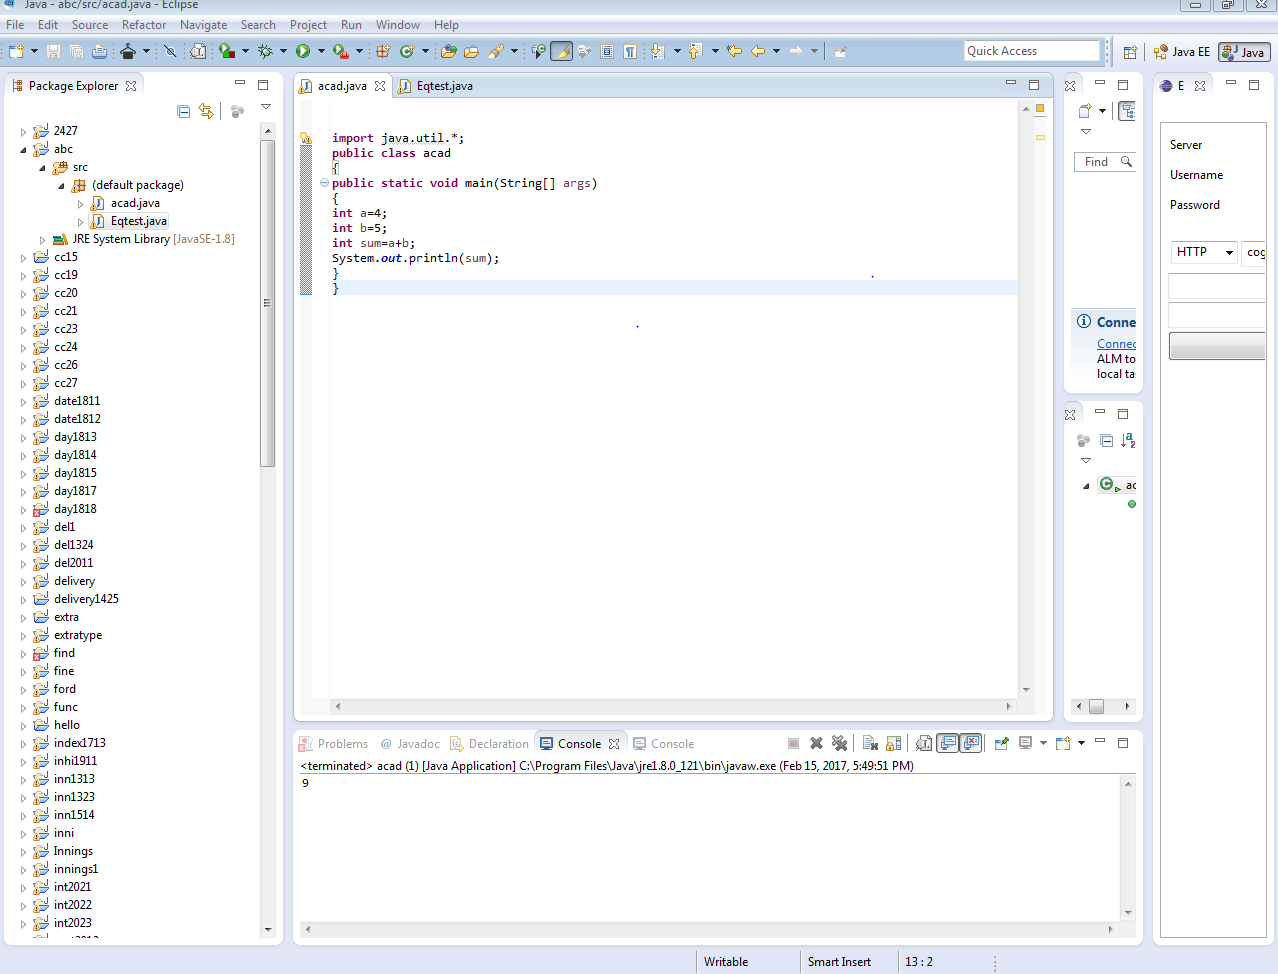 Java - abc/src/acad.java - Eclipse
File Edit Source Refactor Navigate Search Project Run Window Help
Quick Access
Java EE
Java
Package Explorer
2427
abc
src
(default package)
acad.java
Eqtest.java
JRE System Library [JavaSE-1.8]
cc15
cc19
cc20
cc21
cc23
cc24
cc26
cc27
date1811
date1812
day1813
day1814
day1815
day1817
day1818
del1
del1324
del2011
delivery
delivery1425
extra
extratype
find
fine
ford
func
hello
index1713
inhi1911
inn1313
inn1323
inn1514
inni
Innings
innings1
int2021
int2022
int2023
acad.java Eqtest.java
import java.util.*;
public class acad
{
public static void main(String[] args)
{
int a=4;
int b=5;
int sum=a+b;
System.out.println(sum);
}
}
Find
Connec
Connec
ALM to
local ta
ac
E
Server
Username
Password
HTTP cog
Problems @ Javadoc Declaration Console Console
<terminated> acad (1) [Java Application] C:\Program Files\Java\jre1.8.0_121\bin\javaw.exe (Feb 15, 2017, 5:49:51 PM)
9
Writable Smart Insert 13 : 2